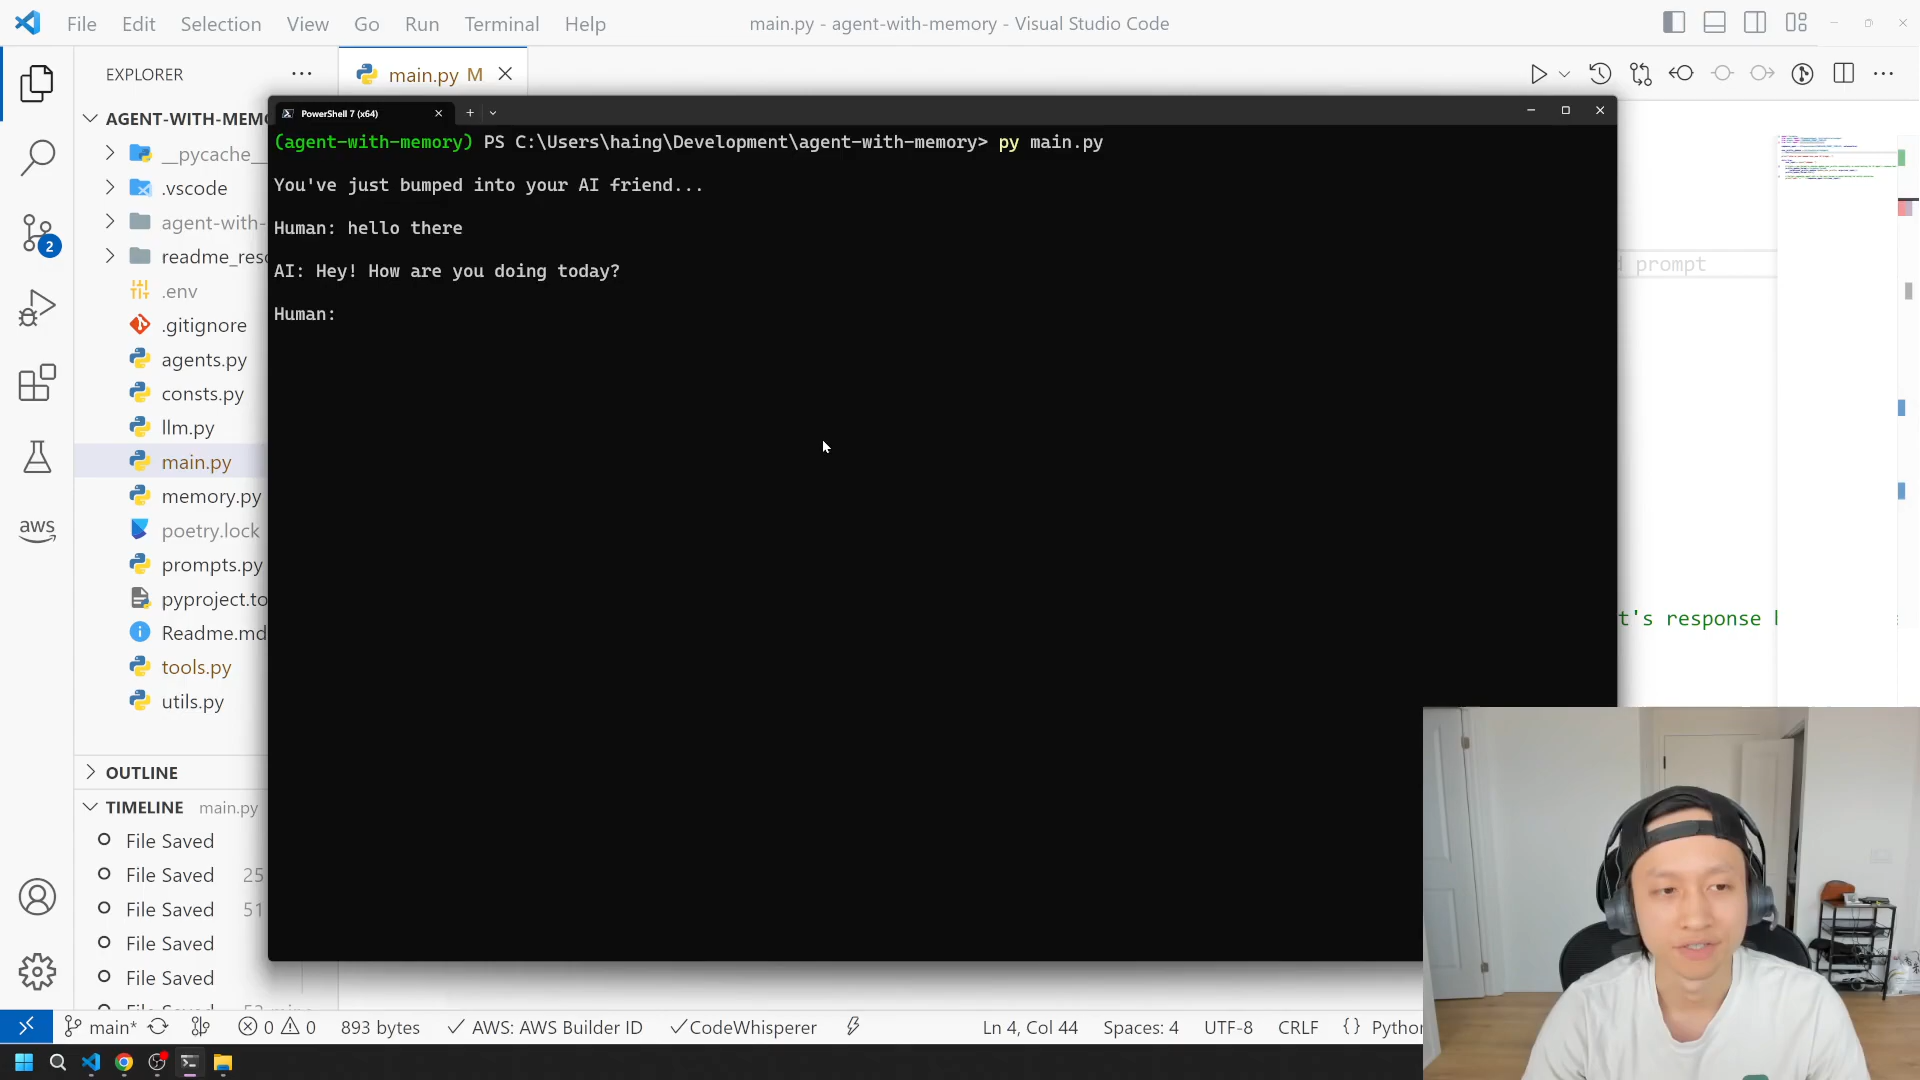 File Edit Selection View Go Run Terminal Help
main.py - agent-with-memory - Visual Studio Code
EXPLORER
main.py M
AGENT-WITH-MEMO
__pycache__
.vscode
agent-with-
readme_reso
.env
.gitignore
agents.py
consts.py
llm.py
main.py
memory.py
poetry.lock
prompts.py
pyproject.to
Readme.md
tools.py
utils.py
OUTLINE
TIMELINE main.py
File Saved
File Saved 25
File Saved 51
File Saved
File Saved
2
aws
PowerShell 7 (x64)
(agent-with-memory) PS C:\Users\haing\Development\agent-with-memory> py main.py
You've just bumped into your AI friend...
Human: hello there
AI: Hey! How are you doing today?
Human:
d prompt
t's response
main* 0 0 893 bytes AWS: AWS Builder ID CodeWhisperer
Ln 4, Col 44 Spaces: 4 UTF-8 CRLF { } Python